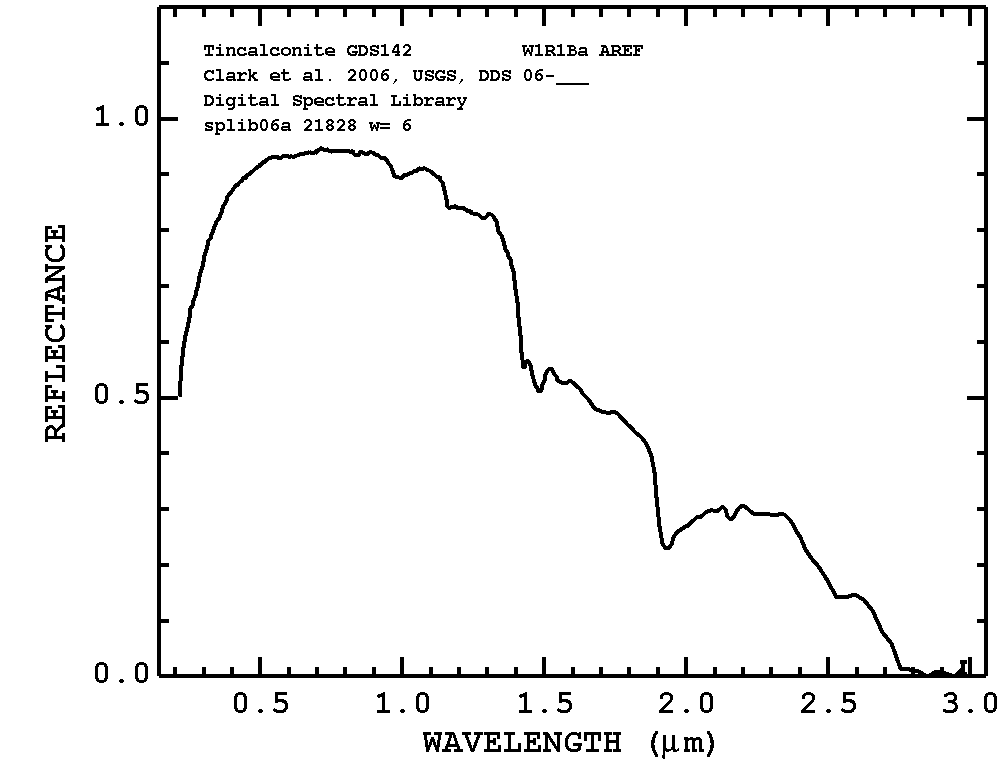 Tincalconite GDS142 W1R1Ba AREF
Clark et al. 2006, USGS, DDS 06-___
Digital Spectral Library
splib06a 21828 w= 6
1.0
0.5
0.0
REFLECTANCE
0.5 1.0 1.5 2.0 2.5 3.0
WAVELENGTH (μm)